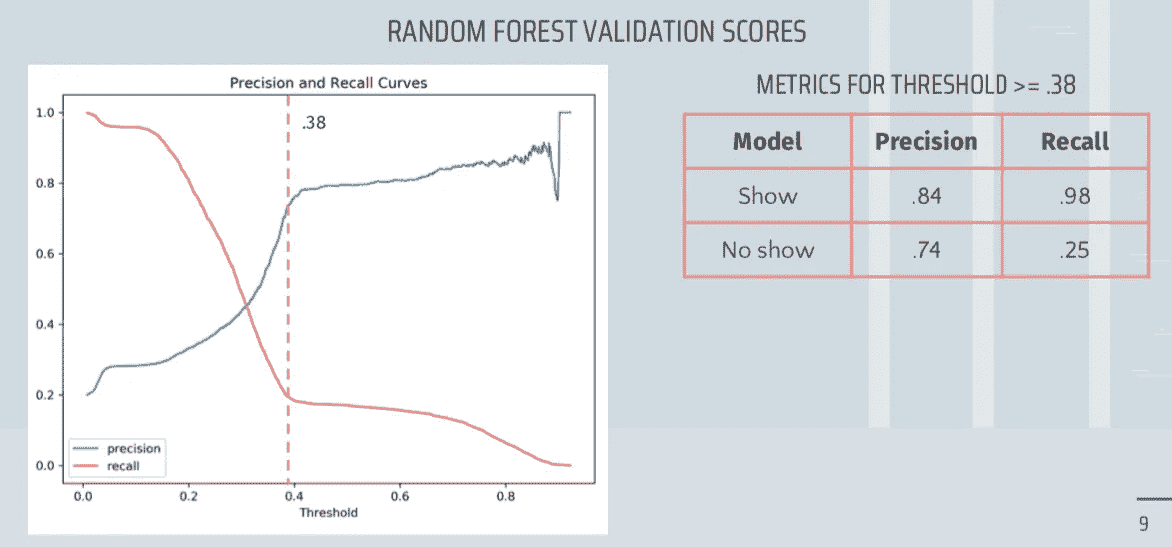 RANDOM FOREST VALIDATION SCORES
Precision and Recall Curves
1.0
0.8
0.6
0.4
0.2
0.0
.38
precision
recall
0.0 0.2 0.4 0.6 0.8
Threshold
METRICS FOR THRESHOLD >= .38
Model Precision Recall
Show .84 .98
No show .74 .25
9